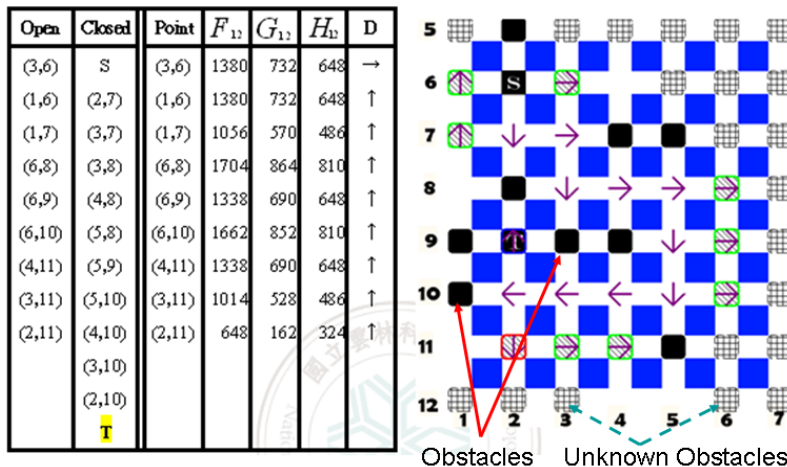 Open Closed Point F12 G12 H12 D
(3,6) S (3,6) 1380 732 648 →
(1,6) (2,7) (1,6) 1380 732 648 ↑
(1,7) (3,7) (1,7) 1056 570 486 ↑
(6,8) (3,8) (6,8) 1704 864 810 ↑
(6,9) (4,8) (6,9) 1338 690 648 ↑
(6,10) (5,8) (6,10) 1662 852 810 ↑
(4,11) (5,9) (4,11) 1338 690 648 ↑
(3,11) (5,10) (3,11) 1014 528 486 ↑
(2,11) (4,10) (2,11) 648 162 324 ↑
(3,10)
(2,10)
T
5
6 S
7
8
9 T
10
11
12
1 2 3 4 5 6 7
Obstacles Unknown Obstacles
國立雲林科